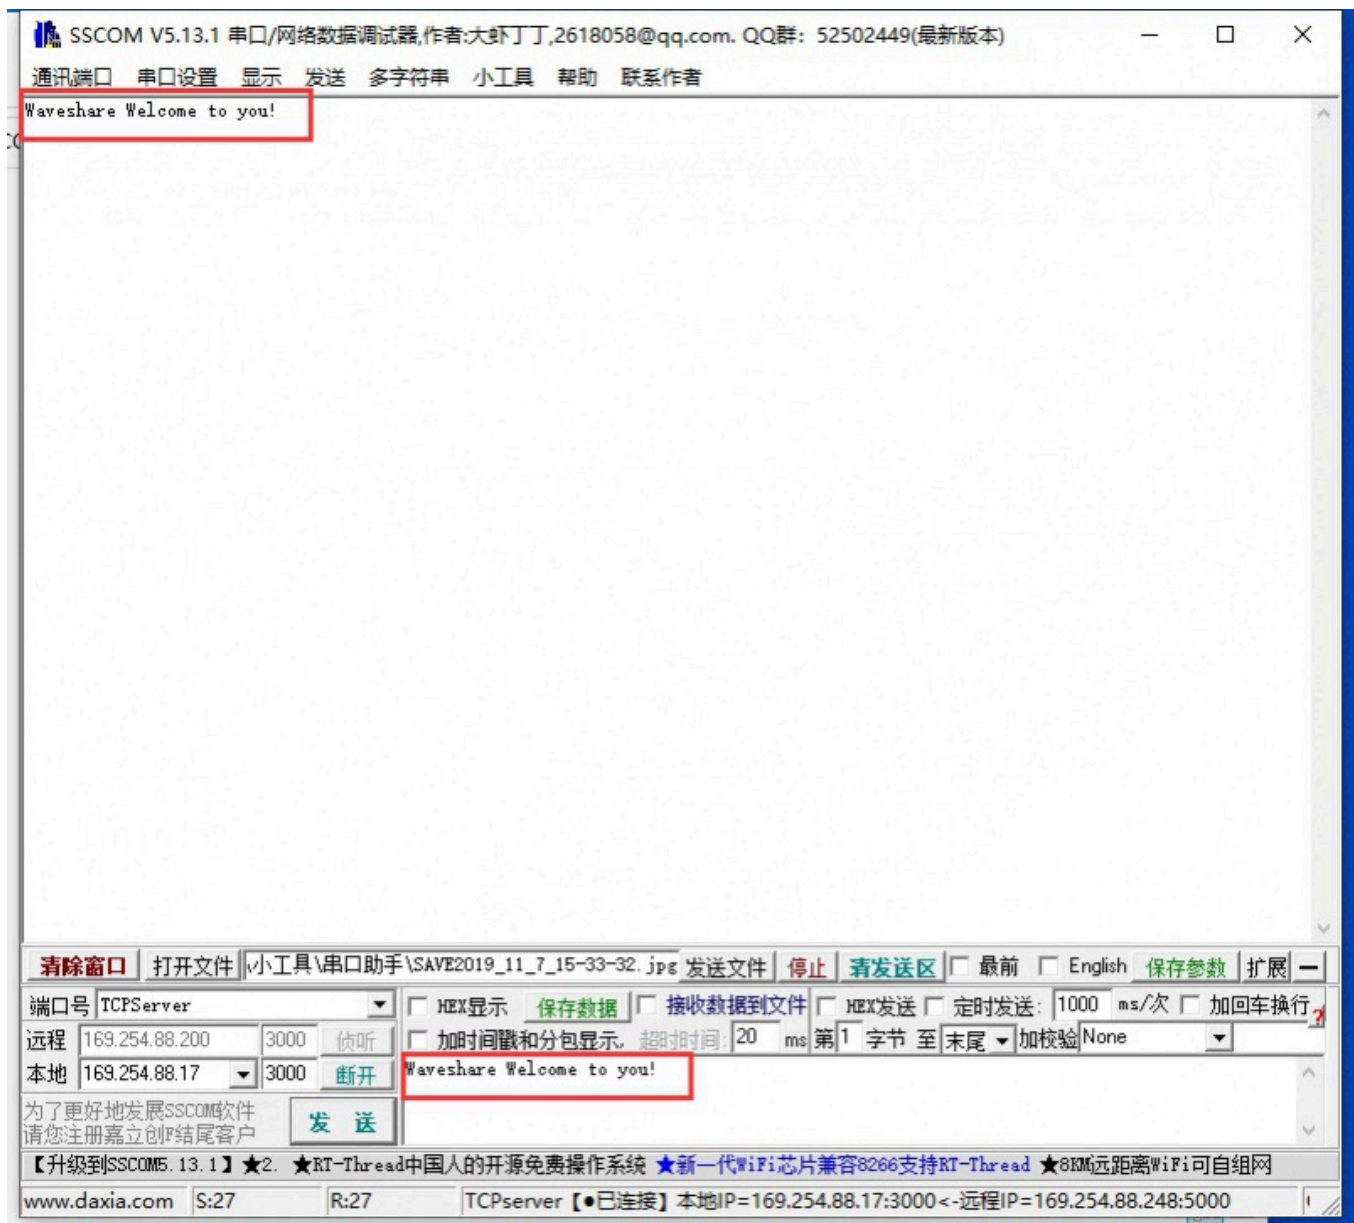 SSCOM V5.13.1 串口/网络数据调试器,作者:大虾丁丁,2618058@qq.com. QQ群: 52502449(最新版本)
通讯端口 串口设置 显示 发送 多字符串 小工具 帮助 联系作者
Waveshare Welcome to you!
清除窗口 打开文件 \小工具\串口助手\SAVE2019_11_7_15-33-32.jpg 发送文件 停止 清发送区 最前 English 保存参数 扩展 —
端口号 TCPServer HEX显示 保存数据 接收数据到文件 HEX发送 定时发送: 1000 ms/次 加回车换行 ?
远程 169.254.88.200 3000 侦听 加时间戳和分包显示, 超时时间: 20 ms 第1 字节 至 末尾 加校验 None
本地 169.254.88.17 3000 断开 Waveshare Welcome to you!
为了更好地发展SSCOM软件
请您注册嘉立创F结尾客户
发 送
【升级到SSCOM5.13.1】★2. ★RT-Thread中国人的开源免费操作系统 ★新一代WiFi芯片兼容8266支持RT-Thread ★8KM远距离WiFi可自组网
www.daxia.com S:27 R:27 TCPserver【●已连接】本地IP=169.254.88.17:3000<-远程IP=169.254.88.248:5000